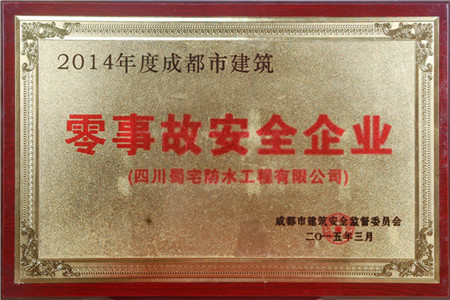 2014年度成都市建筑
零事故安全企业
(四川蜀宅防水工程有限公司)
成都市建筑安全监督委员会
二〇一五年三月